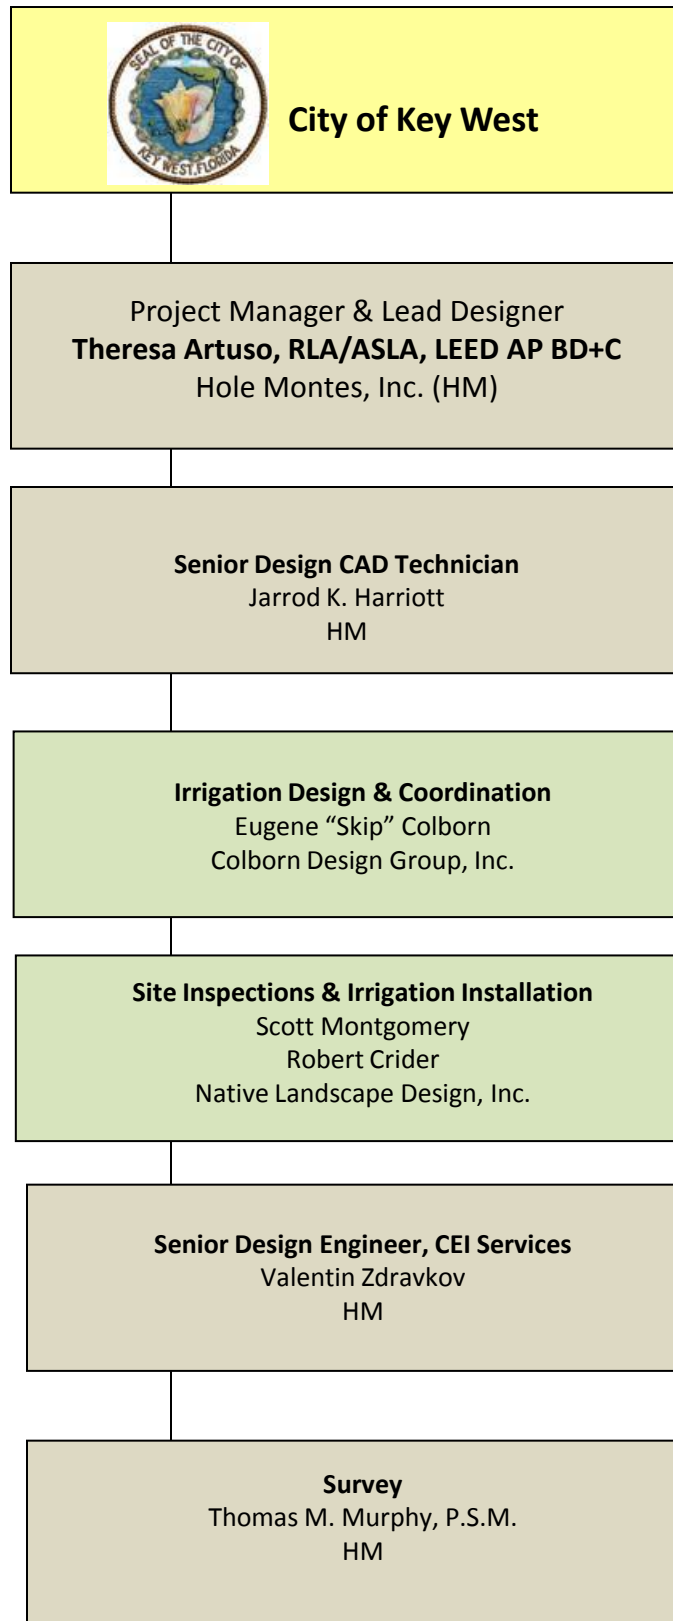 SEAL OF THE CITY OF
KEY WEST, FLORIDA
City of Key West
Project Manager & Lead Designer
Theresa Artuso, RLA/ASLA, LEED AP BD+C
Hole Montes, Inc. (HM)
Senior Design CAD Technician
Jarrod K. Harriott
HM
Irrigation Design & Coordination
Eugene “Skip” Colborn
Colborn Design Group, Inc.
Site Inspections & Irrigation Installation
Scott Montgomery
Robert Crider
Native Landscape Design, Inc.
Senior Design Engineer, CEI Services
Valentin Zdravkov
HM
Survey
Thomas M. Murphy, P.S.M.
HM